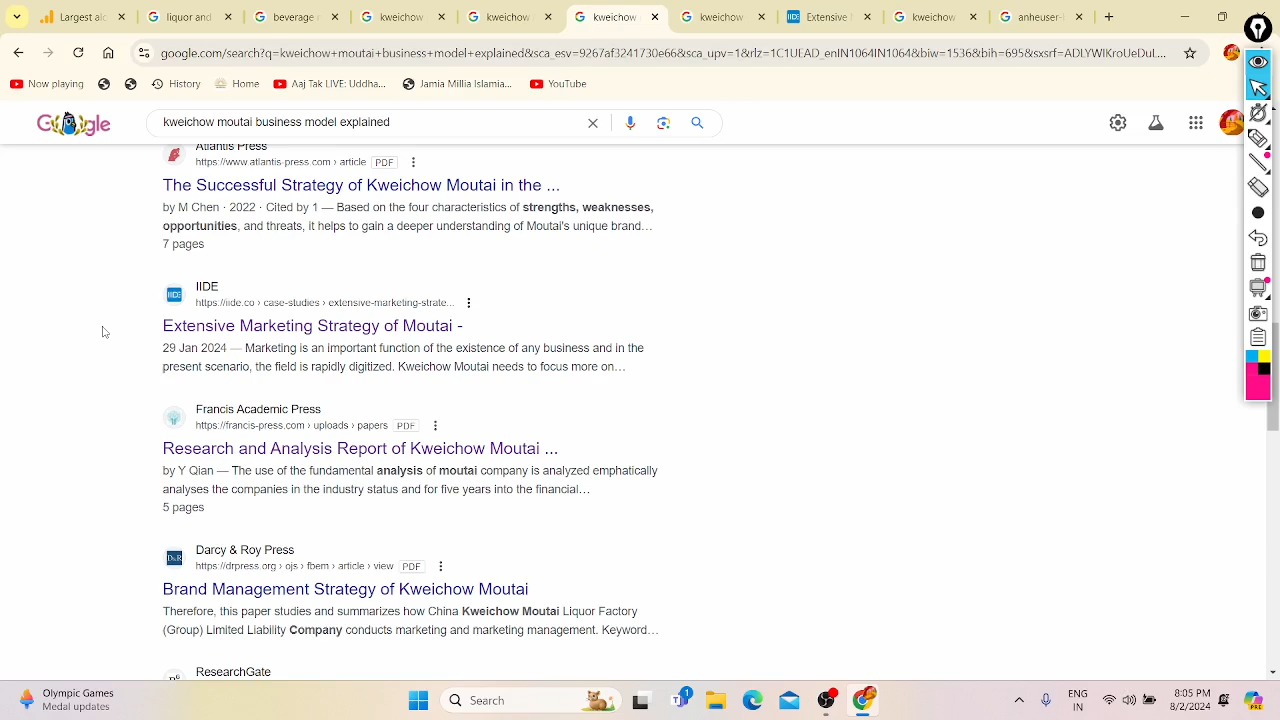 Largest alc
liquor and
beverage
kweichow
kweichow
kweichow
kweichow
Extensive
kweichow
anheuser-l
google.com/search?q=kweichow+moutai+business+model+explained&sca_esv=9267af3241730e66&sca_upv=1&rlz=1C1UEAD_enIN1064IN1064&biw=1536&bih=695&sxsrf=ADLYWIKroUeDuL...
Now playing
History
Home
Aaj Tak LIVE: Uddha...
Jamia Millia Islamia...
YouTube
Google
kweichow moutai business model explained
Atlantis Press
https://www.atlantis-press.com › article PDF
The Successful Strategy of Kweichow Moutai in the ...
by M Chen · 2022 · Cited by 1 — Based on the four characteristics of strengths, weaknesses,
opportunities, and threats, it helps to gain a deeper understanding of Moutai's unique brand...
7 pages
IIDE
IIDE
https://iide.co › case-studies › extensive-marketing-strate...
Extensive Marketing Strategy of Moutai -
29 Jan 2024 — Marketing is an important function of the existence of any business and in the
present scenario, the field is rapidly digitized. Kweichow Moutai needs to focus more on...
Francis Academic Press
https://francis-press.com › uploads › papers PDF
Research and Analysis Report of Kweichow Moutai ...
by Y Qian — The use of the fundamental analysis of moutai company is analyzed emphatically
analyses the companies in the industry status and for five years into the financial...
5 pages
Darcy & Roy Press
D&R
https://drpress.org › ojs › fbem › article › view PDF
Brand Management Strategy of Kweichow Moutai
Therefore, this paper studies and summarizes how China Kweichow Moutai Liquor Factory
(Group) Limited Liability Company conducts marketing and marketing management. Keyword...
ResearchGate
Olympic Games
Medal updates
Search
1
ENG
IN
8:05 PM
8/2/2024
PRE